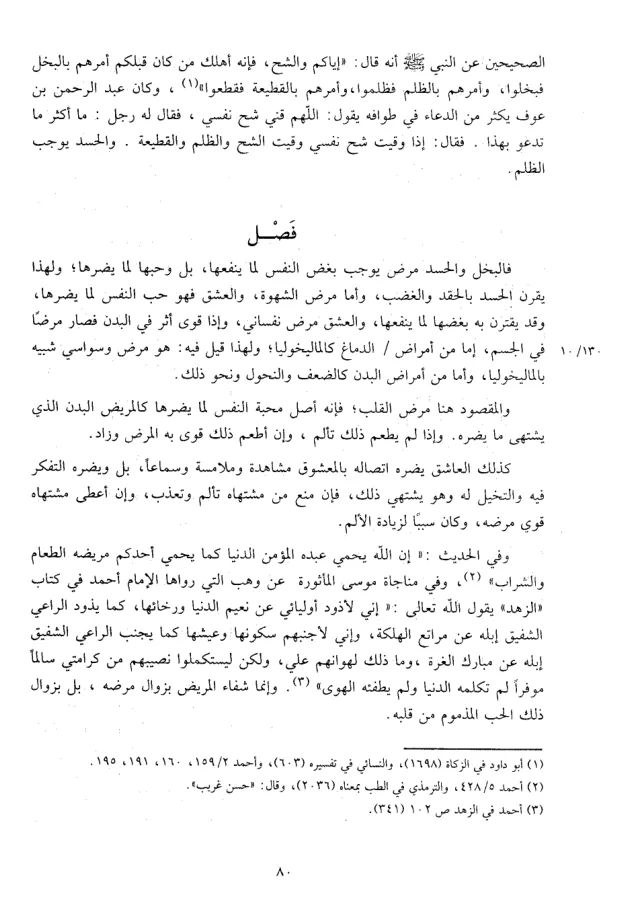 الصحيحين عن النبي ﷺ أنه قال: «إياكم والشح، فإنه أهلك من كان قبلكم أمرهم بالبخل
فبخلوا، وأمرهم بالظلم فظلموا،وأمرهم بالقطيعة فقطعوا»(١) ، وكان عبد الرحمن بن
عوف يكثر من الدعاء في طوافه يقول: اللّهم قني شح نفسي ، فقال له رجل : ما أكثر ما
تدعو بهذا . فقال: إذا وقيت شح نفسي وقيت الشح والظلم والقطيعة . والحسد يوجب
الظلم.
فَصْـل
فالبخل والحسد مرض يوجب بغض النفس لما ينفعها، بل وحبها لما يضرها؛ ولهذا
يقرن الحسد بالحقد والغضب، وأما مرض الشهوة، والعشق فهو حب النفس لما يضرها،
وقد يقترن به بغضها لما ينفعها، والعشق مرض نفساني، وإذا قوى أثر في البدن فصار مرضًا
١٠/١٣٠ في الجسم، إما من أمراض / الدماغ كالماليخوليا؛ ولهذا قيل فيه: هو مرض وسواسي شبيه
بالماليخوليا، وأما من أمراض البدن كالضعف والنحول ونحو ذلك.
والمقصود هنا مرض القلب؛ فإنه أصل محبة النفس لما يضرها كالمريض البدن الذي
يشتهى ما يضره. وإذا لم يطعم ذلك تألم ، وإن أطعم ذلك قوى به المرض وزاد.
كذلك العاشق يضره اتصاله بالمعشوق مشاهدة وملامسة وسماعاً، بل ويضره التفكر
فيه والتخيل له وهو يشتهي ذلك، فإن منع من مشتهاه تألم وتعذب، وإن أعطى مشتهاه
قوي مرضه، وكان سببًا لزيادة الألم.
وفي الحديث :« إن اللّه يحمي عبده المؤمن الدنيا كما يحمي أحدكم مريضه الطعام
والشراب» (٢)، وفي مناجاة موسى المأثورة عن وهب التي رواها الإمام أحمد في كتاب
«الزهد» يقول اللّه تعالى :« إني لأذود أوليائي عن نعيم الدنيا ورخائها، كما يذود الراعي
الشفيق إبله عن مراتع الهلكة، وإني لأجنبهم سكونها وعيشها كما يجنب الراعي الشفيق
إبله عن مبارك الغرة ،وما ذلك لهوانهم علي، ولكن ليستكملوا نصيبهم من كرامتي سالماً
موفراً لم تكلمه الدنيا ولم يطفئه الهوى» (٣). وإنما شفاء المريض بزوال مرضه ، بل بزوال
ذلك الحب المذموم من قلبه.
(١) أبو داود في الزكاة (١٦٩٨)، والنسائي في تفسيره (٦٠٣)، وأحمد ١٥٩/٢، ١٦٠، ١٩١، ١٩٥ .
(٢) أحمد ٤٢٨/٥، والترمذي في الطب بمعناه (٢٠٣٦)، وقال: «حسن غريب».
(٣) أحمد في الزهد ص ١٠٢ (٣٤١).
٨٠